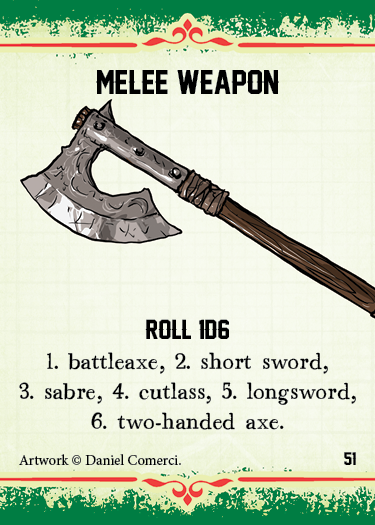 MELEE WEAPON
ROLL 1D6
1. battleaxe, 2. short sword,
3. sabre, 4. cutlass, 5. longsword,
6. two-handed axe.
Artwork © Daniel Comerci.
51